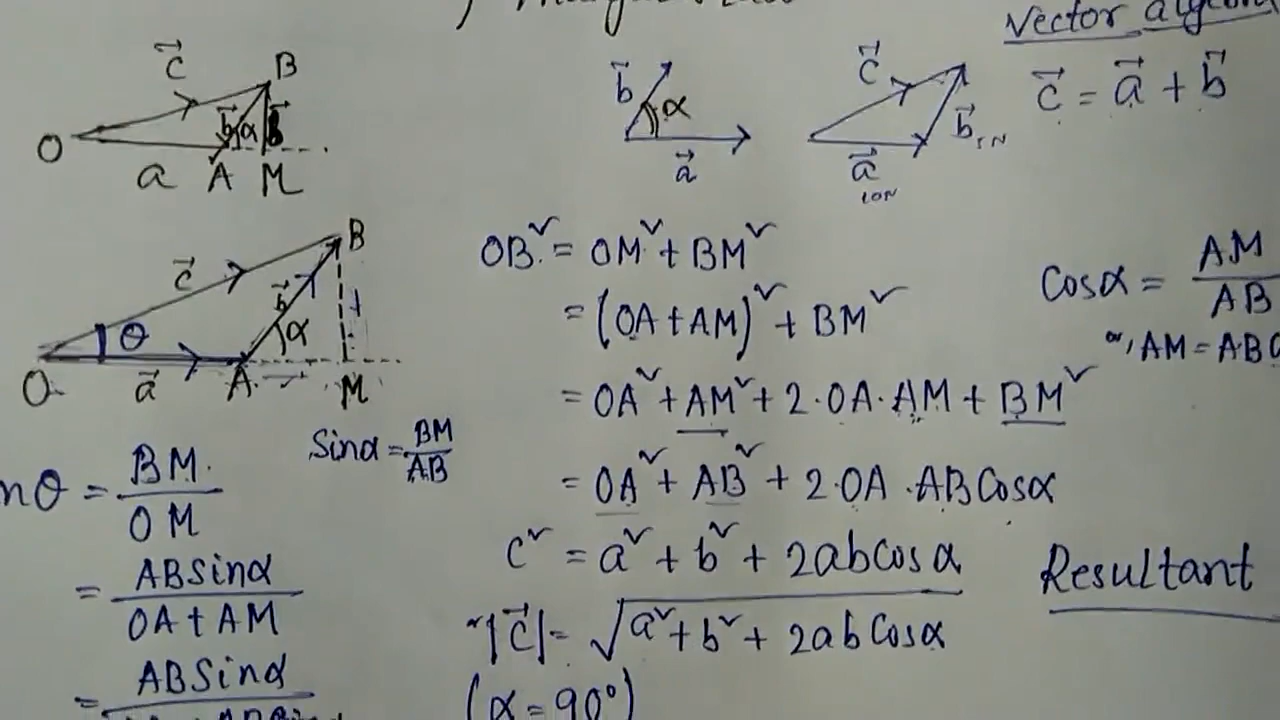 Vector
c⃗ = a⃗ + b⃗
c⃗ B
b⃗ α
O a A M
b⃗ α
a⃗
c⃗
b⃗
a⃗
c⃗ B
b⃗
θ α
O a⃗ A M
OB² = OM² + BM²
= (OA + AM)² + BM²
= OA² + AM² + 2·OA·AM + BM²
= OA² + AB² + 2·OA·ABCosα
c² = a² + b² + 2abCosα
|c⃗| = √a² + b² + 2abCosα
(α = 90°)
Cosα = AM/AB
or, AM = AB
Sinα = BM/AB
nθ = BM/OM
= ABSinα/OA + AM
= ABSinα
Resultant